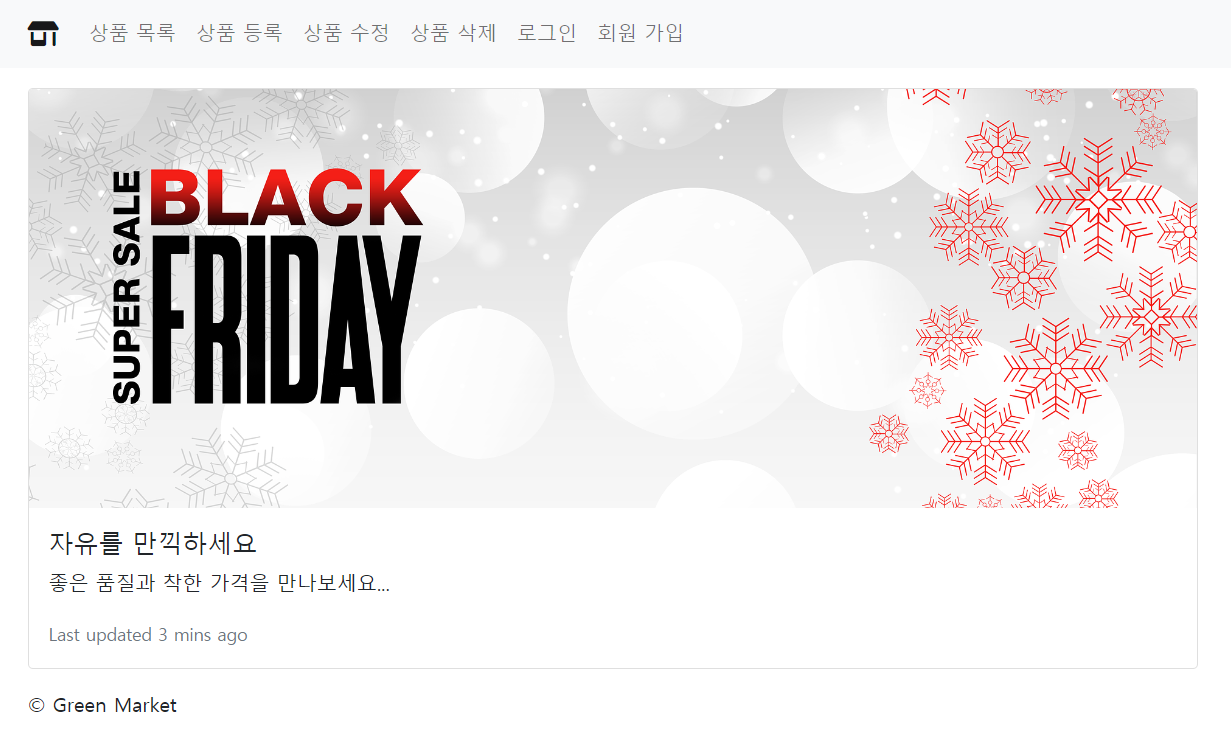 상품 목록 상품 등록 상품 수정 상품 삭제 로그인 회원 가입
SUPER SALE
BLACK
FRIDAY
자유를 만끽하세요
좋은 품질과 착한 가격을 만나보세요...
Last updated 3 mins ago
© Green Market